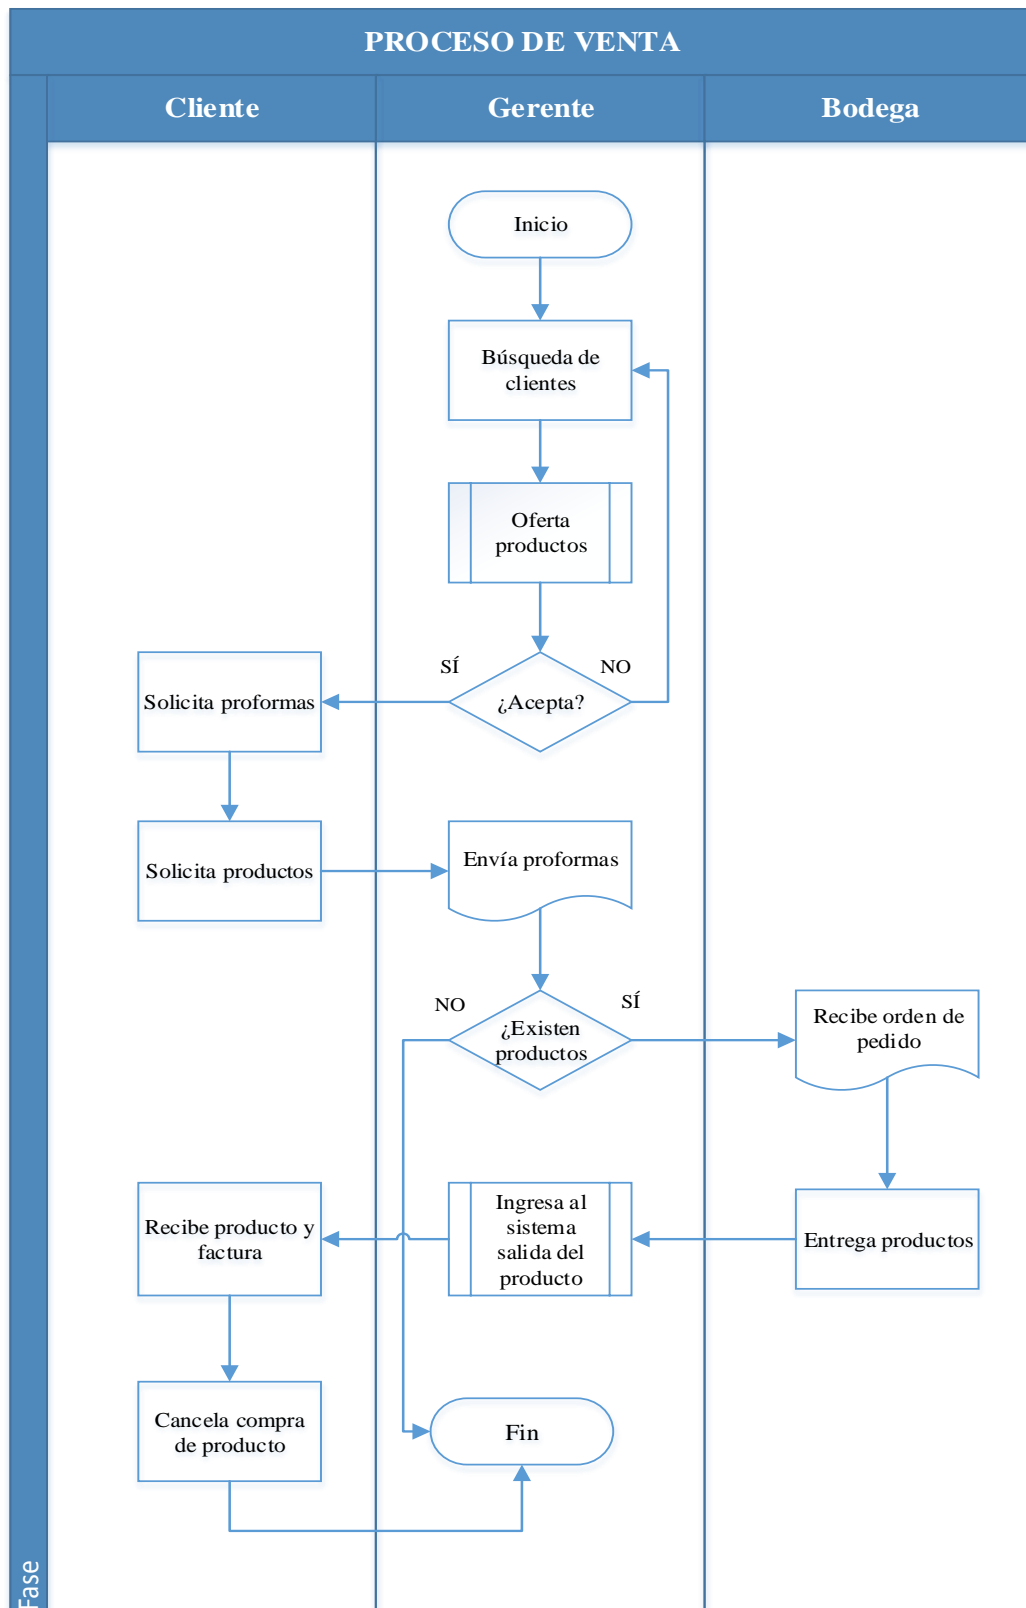 PROCESO DE VENTA
Cliente
Gerente
Bodega
Inicio
Búsqueda de
clientes
Oferta
productos
SÍ
NO
¿Acepta?
Solicita proformas
Solicita productos
Envía proformas
NO
SÍ
¿Existen
productos
Recibe orden de
pedido
Recibe producto y
factura
Ingresa al
sistema
salida del
producto
Entrega productos
Cancela compra
de producto
Fin
Fase